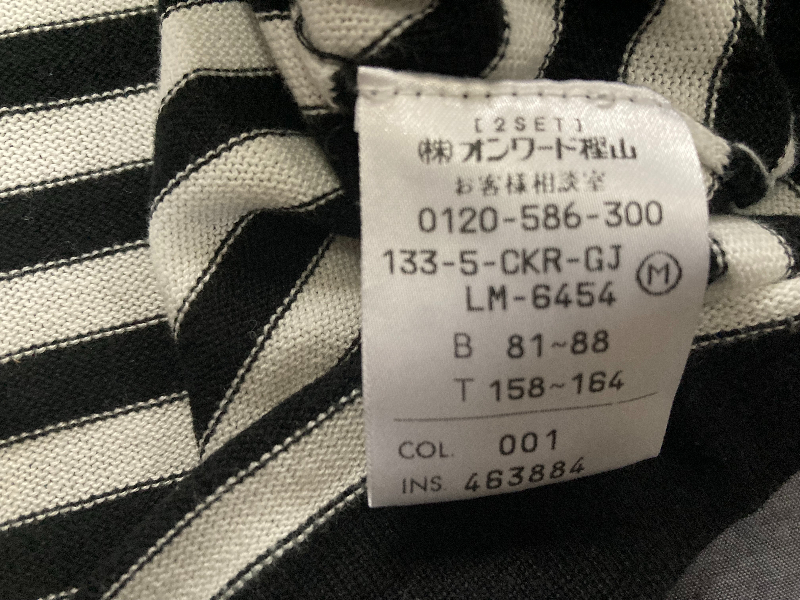 [2SET]
(株)オンワード樫山
お客様相談室
0120-586-300
133-5-CKR-GJ Ⓜ
LM-6454
B 81~88
T 158~164
COL. 001
INS 463884